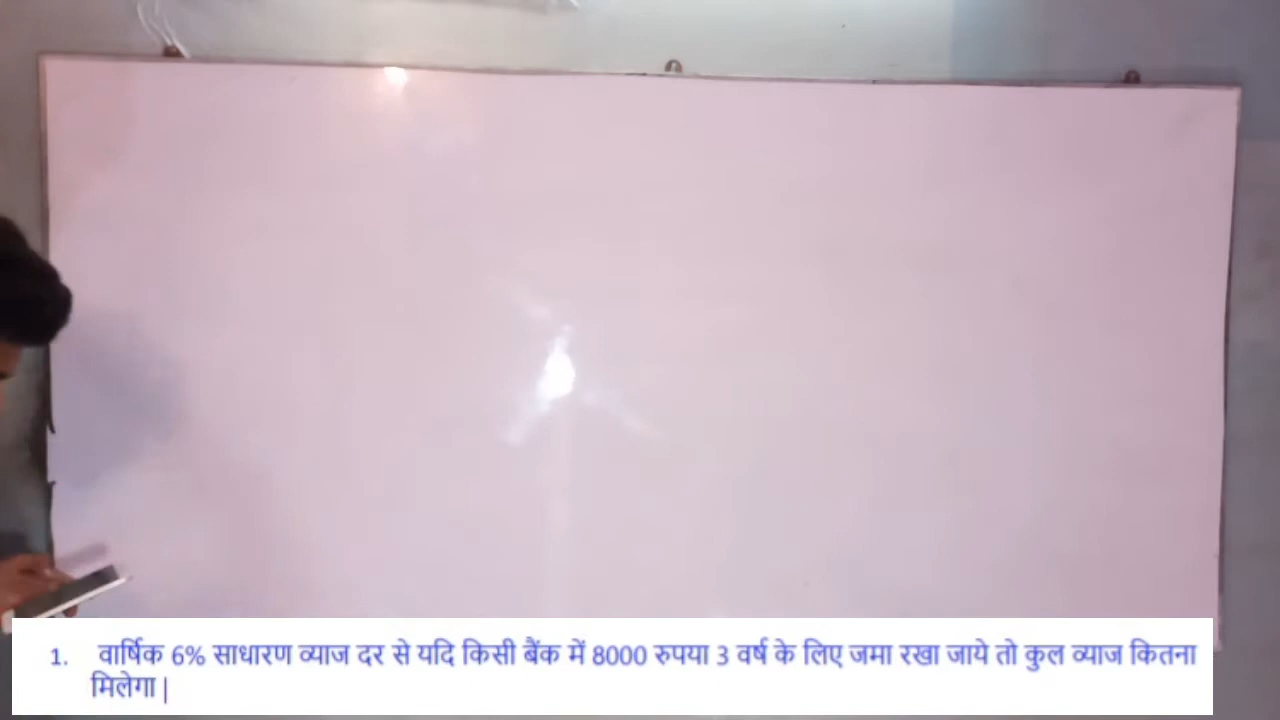 1. वार्षिक 6% साधारण व्याज दर से यदि किसी बैंक में 8000 रुपया 3 वर्ष के लिए जमा रखा जाये तो कुल व्याज कितना
मिलेगा |